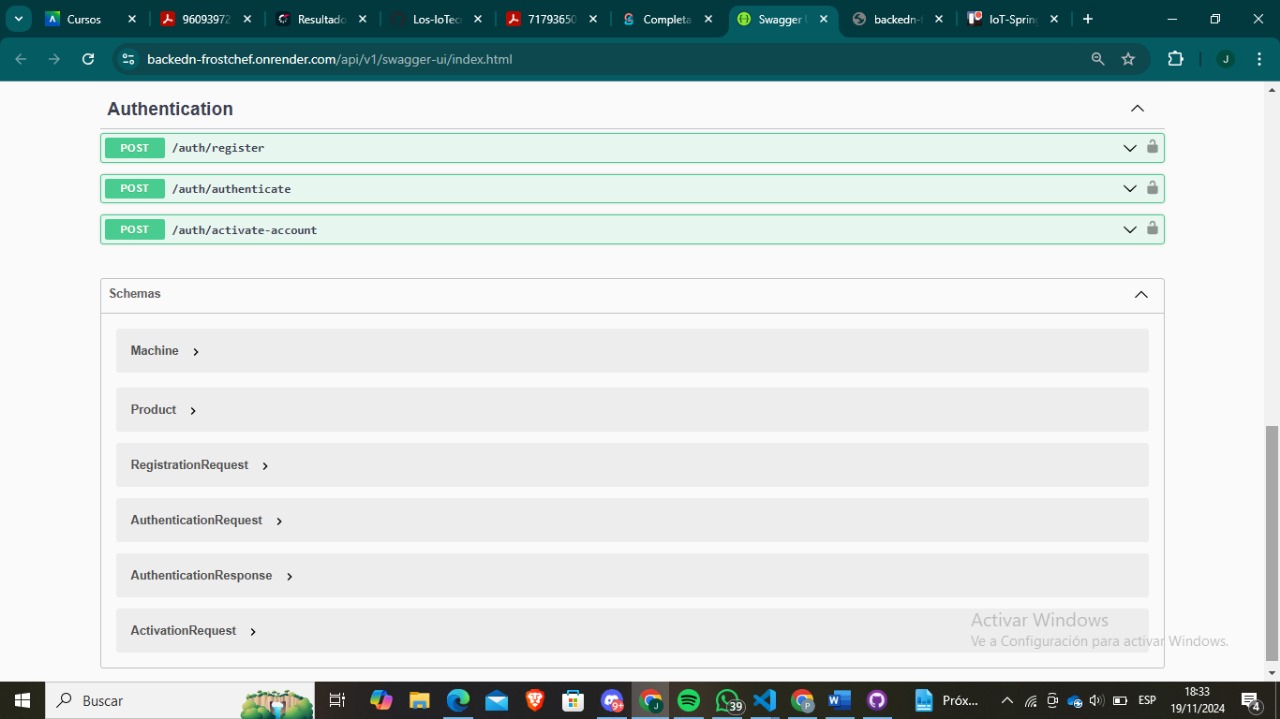 Cursos
96093972
Resultado
Los-IoTec
71793650
Completa
Swagger
backedn-
IoT-Spring
backedn-frostchef.onrender.com/api/v1/swagger-ui/index.html
J
Authentication
POST /auth/register
POST /auth/authenticate
POST /auth/activate-account
Schemas
Machine
Product
RegistrationRequest
AuthenticationRequest
AuthenticationResponse
ActivationRequest
Activar Windows
Ve a Configuración para activar Windows.
Buscar
9+
J
39
P
Próx...
ESP
18:33
19/11/2024
4